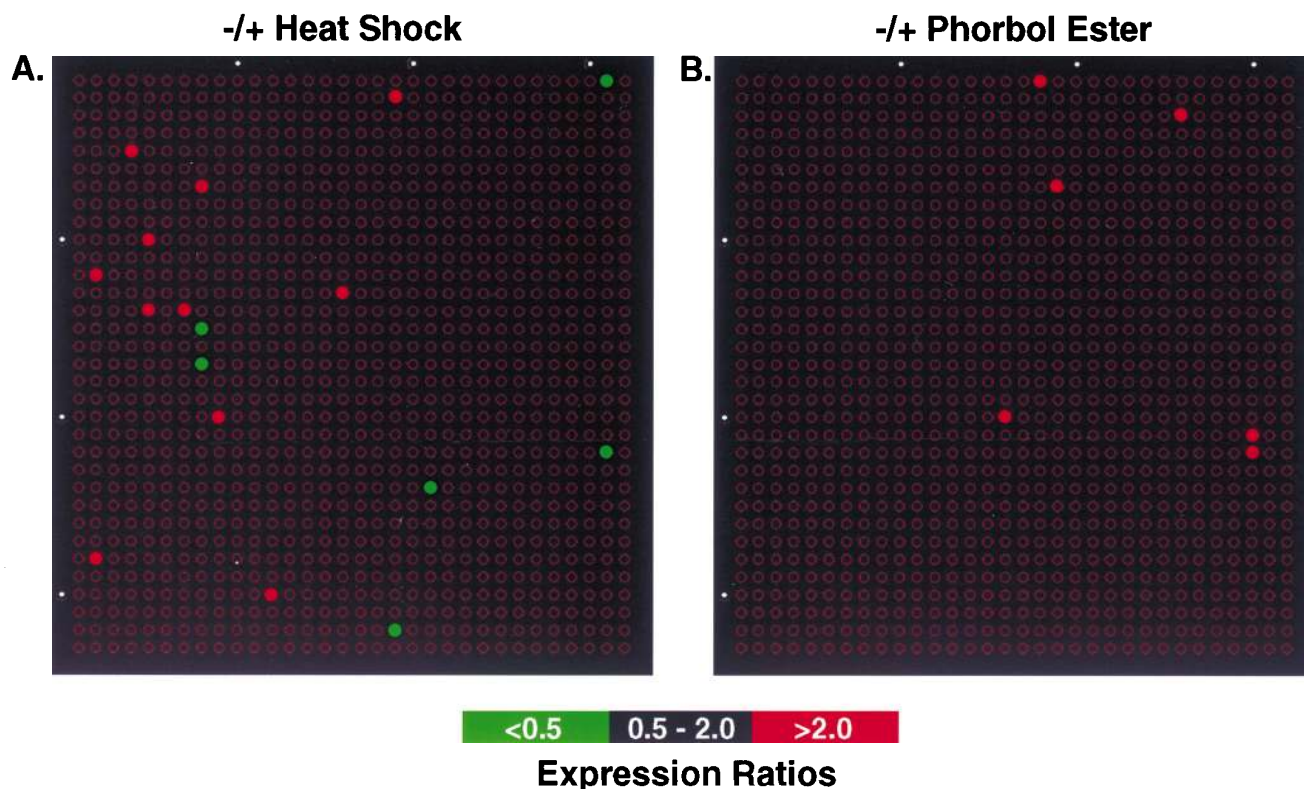 -/+ Heat Shock
-/+ Phorbol Ester
A.
B.
<0.5
0.5 - 2.0
>2.0
Expression Ratios